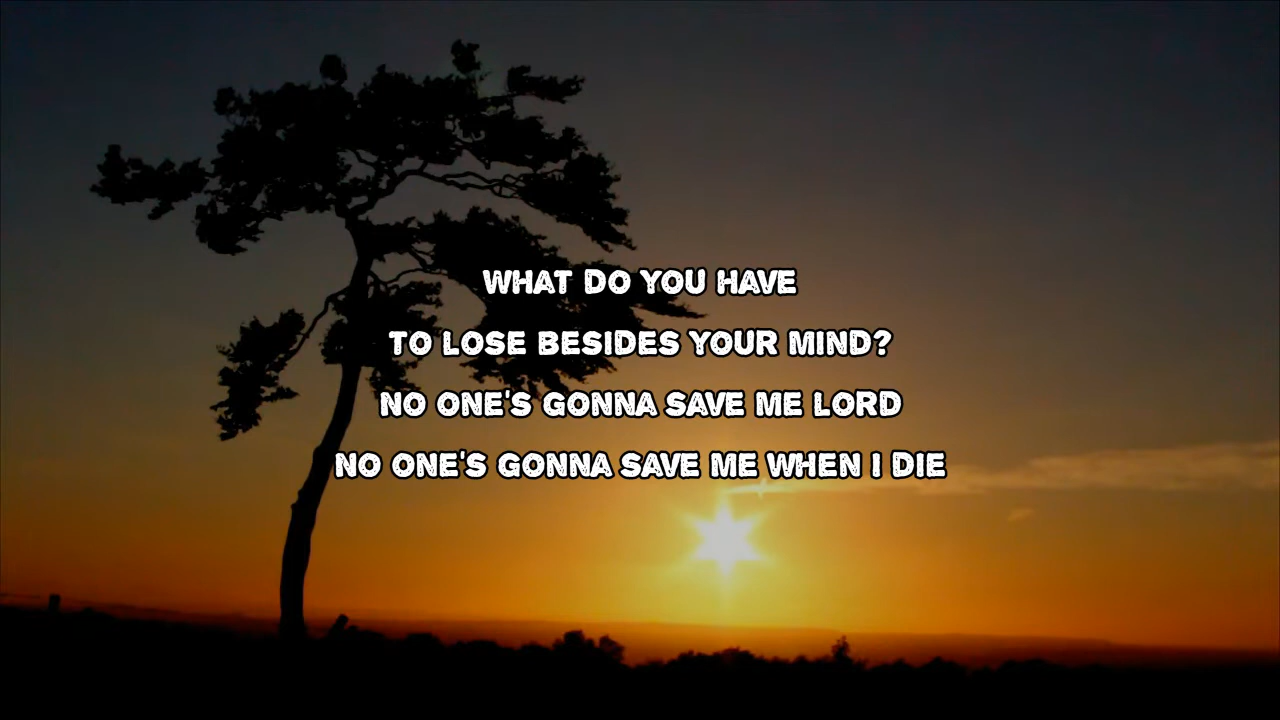 WHAT DO YOU HAVE
TO LOSE BESIDES YOUR MIND?
NO ONE'S GONNA SAVE ME LORD
NO ONE'S GONNA SAVE ME WHEN I DIE